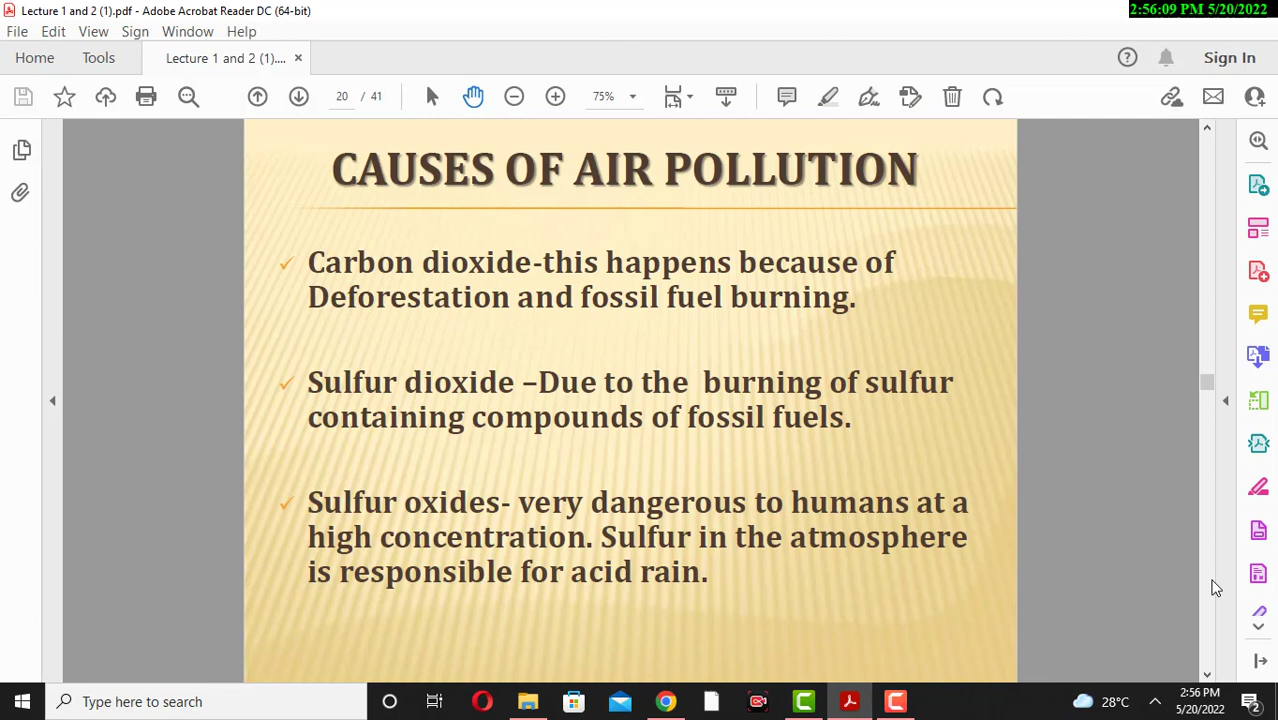 Lecture 1 and 2 (1).pdf - Adobe Acrobat Reader DC (64-bit)
2:56:09 PM 5/20/2022
File Edit View Sign Window Help
Home Tools Lecture 1 and 2 (1).... × Sign In
20 / 41 75%
CAUSES OF AIR POLLUTION
✓ Carbon dioxide-this happens because of
Deforestation and fossil fuel burning.
✓ Sulfur dioxide –Due to the burning of sulfur
containing compounds of fossil fuels.
✓ Sulfur oxides- very dangerous to humans at a
high concentration. Sulfur in the atmosphere
is responsible for acid rain.
Type here to search
28°C
2:56 PM
5/20/2022
2